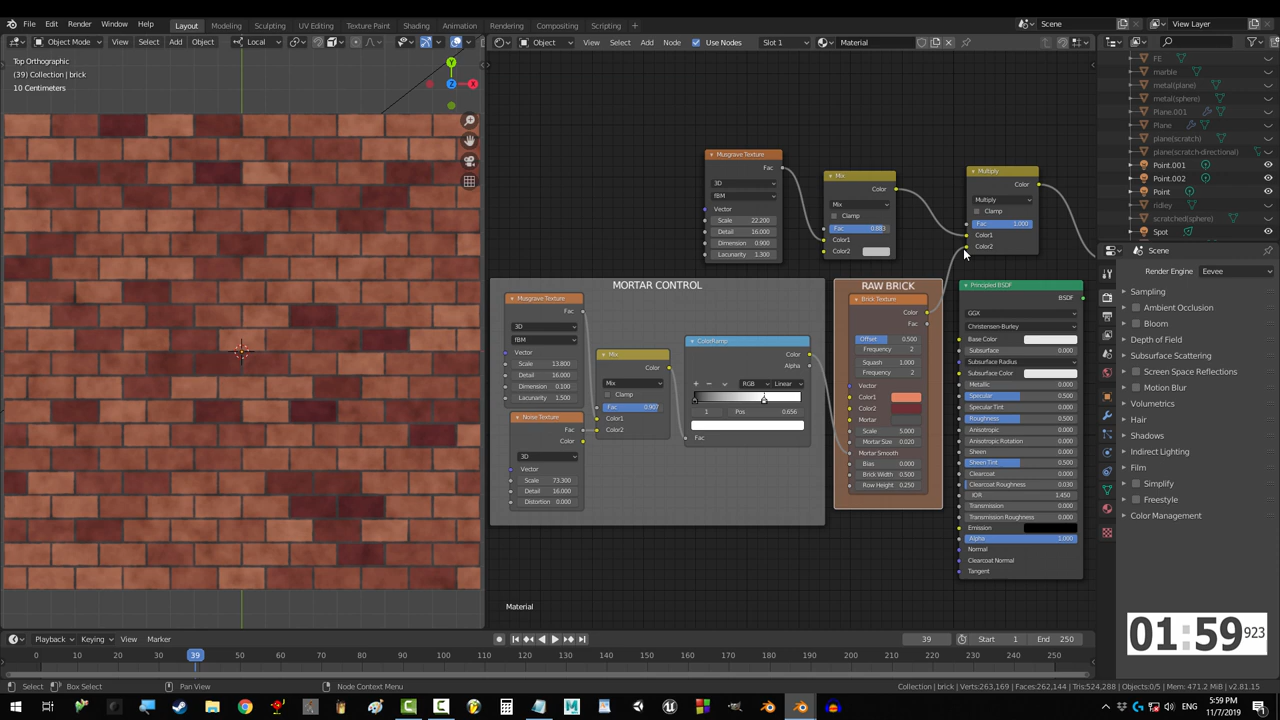 File Edit Render Window Help Layout Modeling Sculpting UV Editing Texture Paint Shading Animation Rendering Compositing Scripting + Scene View Layer
Object Mode View Select Add Object Local Object View Select Add Node Use Nodes Slot 1 Material
Top Orthographic
(39) Collection | brick
10 Centimeters
Y
Z
X
Musgrave Texture
Fac
3D
fBM
Vector
Scale 22.200
Detail 16.000
Dimension 0.900
Lacunarity 1.300
Mix
Color
Mix
Clamp
Fac 0.883
Color1
Color2
Multiply
Color
Multiply
Clamp
Fac 1.000
Color1
Color2
MORTAR CONTROL
Musgrave Texture
Fac
3D
fBM
Vector
Scale 13.800
Detail 16.000
Dimension 0.100
Lacunarity 1.500
Noise Texture
Fac
Color
3D
Vector
Scale 73.300
Detail 16.000
Distortion 0.000
Mix
Color
Mix
Clamp
Fac 0.907
Color1
Color2
ColorRamp
Color
Alpha
RGB Linear
1 Pos 0.656
Fac
RAW BRICK
Brick Texture
Color
Fac
Offset 0.500
Frequency 2
Squash 1.000
Frequency 2
Vector
Color1
Color2
Mortar
Scale 5.000
Mortar Size 0.020
Mortar Smooth
Bias 0.000
Brick Width 0.500
Row Height 0.250
Principled BSDF
BSDF
GGX
Christensen-Burley
Base Color
Subsurface 0.000
Subsurface Radius
Subsurface Color
Metallic 0.000
Specular 0.500
Specular Tint 0.000
Roughness 0.500
Anisotropic 0.000
Anisotropic Rotation 0.000
Sheen 0.000
Sheen Tint 0.500
Clearcoat 0.000
Clearcoat Roughness 0.030
IOR 1.450
Transmission 0.000
Transmission Roughness 0.000
Emission
Alpha 1.000
Normal
Clearcoat Normal
Tangent
Material
FE
marble
metal(plane)
metal(sphere)
Plane.001
Plane
plane(scratch)
plane(scratch-directional)
Point.001
Point.002
Point
ridley
scratched(sphere)
Spot
Scene
Render Engine Eevee
Sampling
Ambient Occlusion
Bloom
Depth of Field
Subsurface Scattering
Screen Space Reflections
Motion Blur
Volumetrics
Hair
Shadows
Indirect Lighting
Film
Simplify
Freestyle
Color Management
01:59 923
Playback Keying View Marker 39 Start 1 End 250
0 10 20 30 39 50 60 70 80 90 100 110 120 130 140 150 160 170 180 190 200 210 220 230 240 250
Select Box Select Pan View Node Context Menu Collection | brick | Verts:263,169 | Faces:262,144 | Tris:524,288 | Objects:0/5 | Mem: 471.2 MiB | v2.81.15
5:59 PM
11/7/2019